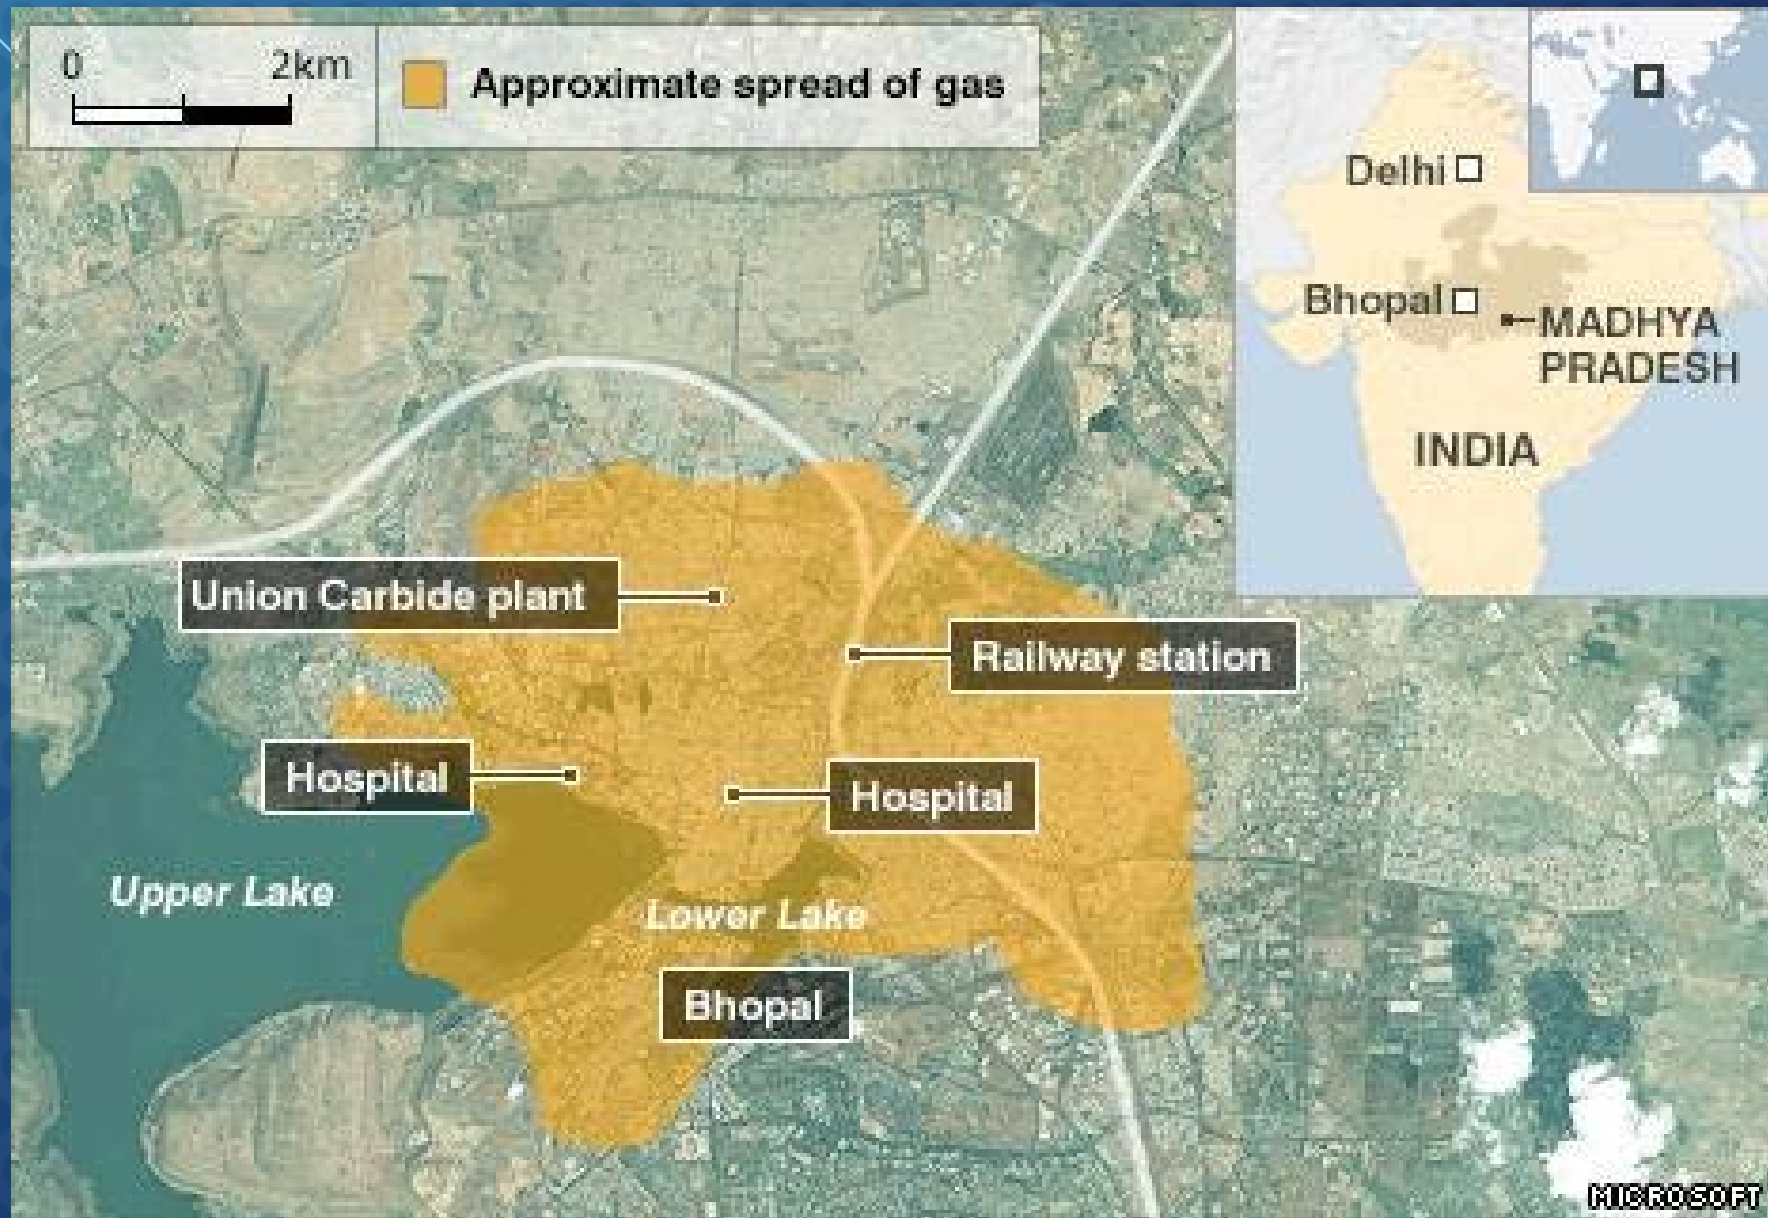 0 2km
Approximate spread of gas
Delhi
Bhopal
MADHYA
PRADESH
INDIA
Union Carbide plant
Railway station
Hospital
Hospital
Upper Lake
Lower Lake
Bhopal
MICROSOFT